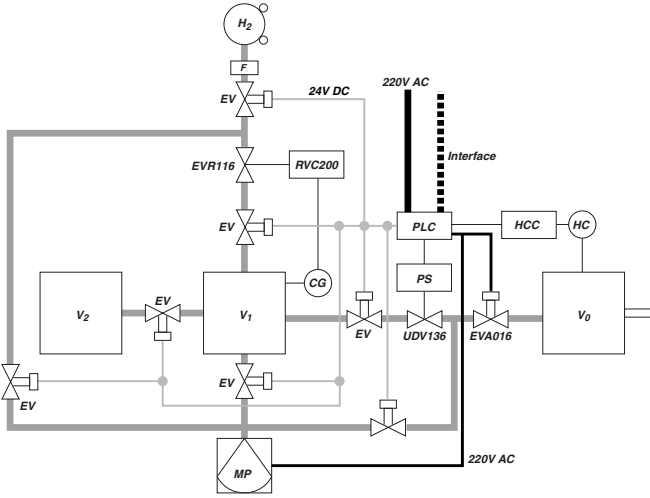 H2
F
EV
24V DC
220V AC
Interface
EVR116
RVC200
EV
PLC
HCC
HC
CG
PS
V2
EV
V1
EV
UDV136
EVA016
V0
EV
EV
MP
220V AC